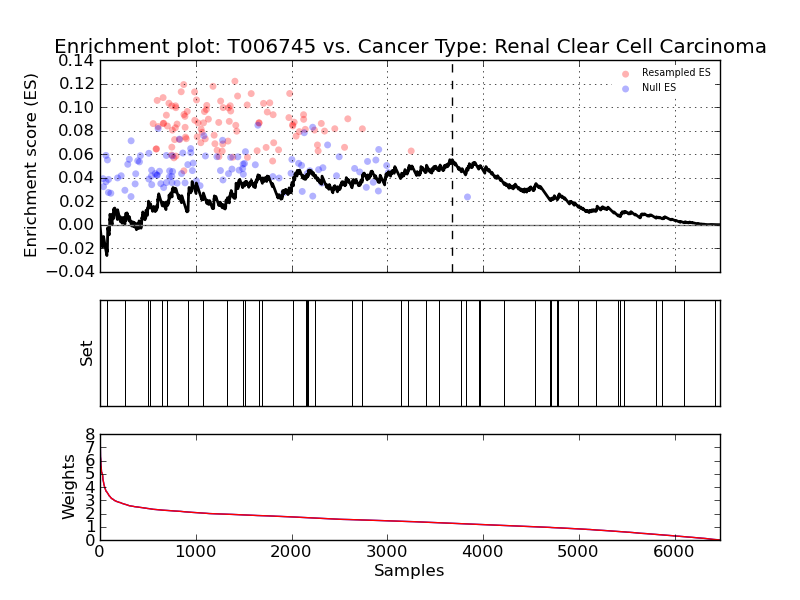 Enrichment plot: T006745 vs. Cancer Type: Renal Clear Cell Carcinoma
0.14
0.12
0.10
0.08
0.06
0.04
0.02
0.00
−0.02
−0.04
Enrichment score (ES)
Resampled ES
Null ES
Set
8
7
6
5
4
3
2
1
0
Weights
0 1000 2000 3000 4000 5000 6000
Samples